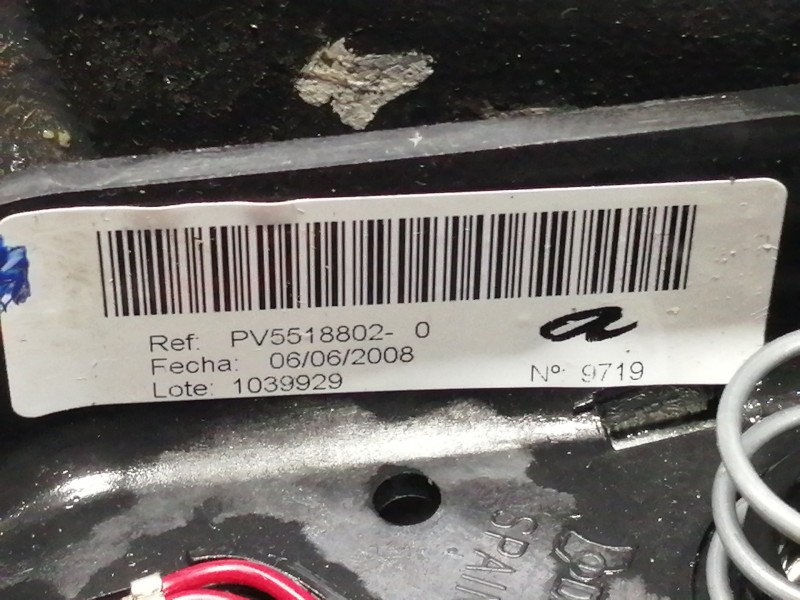 Ref: PV5518802- 0
Fecha: 06/06/2008
Lote: 1039929
Nº: 9719
a
SPAIN